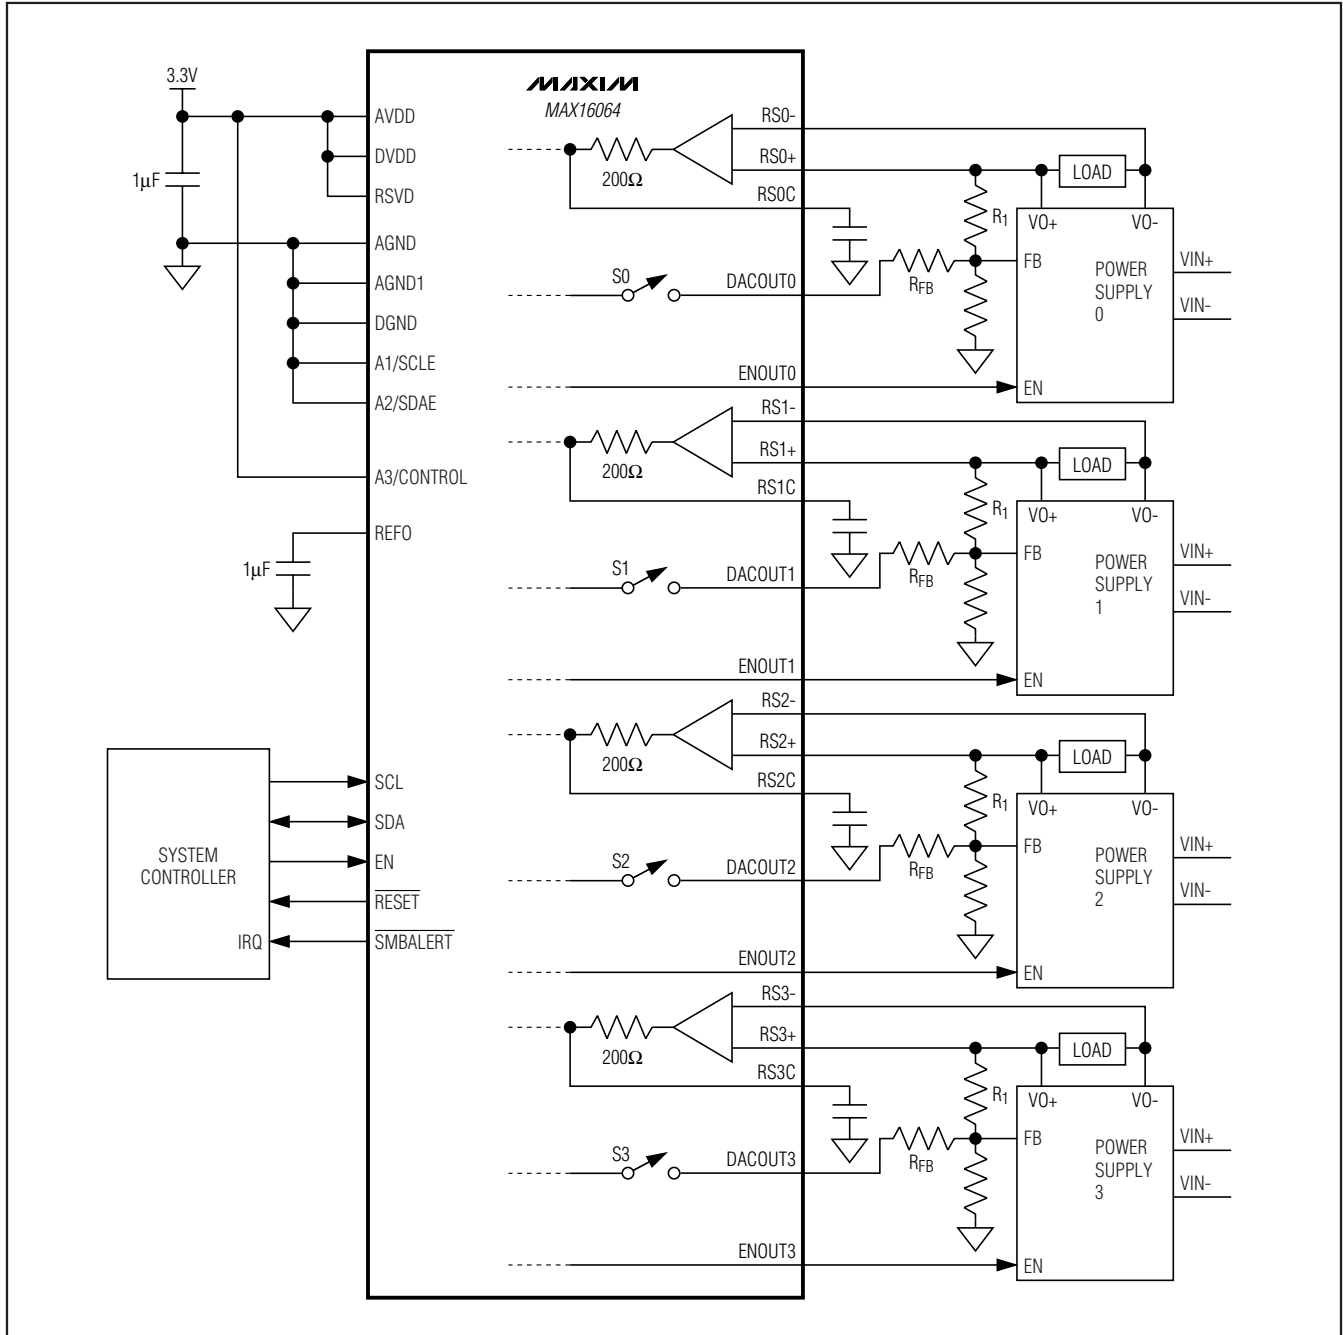 3.3V
1μF
AVDD
DVDD
RSVD
AGND
AGND1
DGND
A1/SCLE
A2/SDAE
A3/CONTROL
REFO
1μF
SYSTEM
CONTROLLER
IRQ
SCL
SDA
EN
RESET
SMBALERT
MAXIM
MAX16064
200Ω
RS0-
RS0+
RS0C
S0
DACOUT0
ENOUT0
RFB
R1
LOAD
VO+
VO-
FB
POWER
SUPPLY
0
VIN+
VIN-
EN
200Ω
RS1-
RS1+
RS1C
S1
DACOUT1
ENOUT1
RFB
R1
LOAD
VO+
VO-
FB
POWER
SUPPLY
1
VIN+
VIN-
EN
200Ω
RS2-
RS2+
RS2C
S2
DACOUT2
ENOUT2
RFB
R1
LOAD
VO+
VO-
FB
POWER
SUPPLY
2
VIN+
VIN-
EN
200Ω
RS3-
RS3+
RS3C
S3
DACOUT3
ENOUT3
RFB
R1
LOAD
VO+
VO-
FB
POWER
SUPPLY
3
VIN+
VIN-
EN